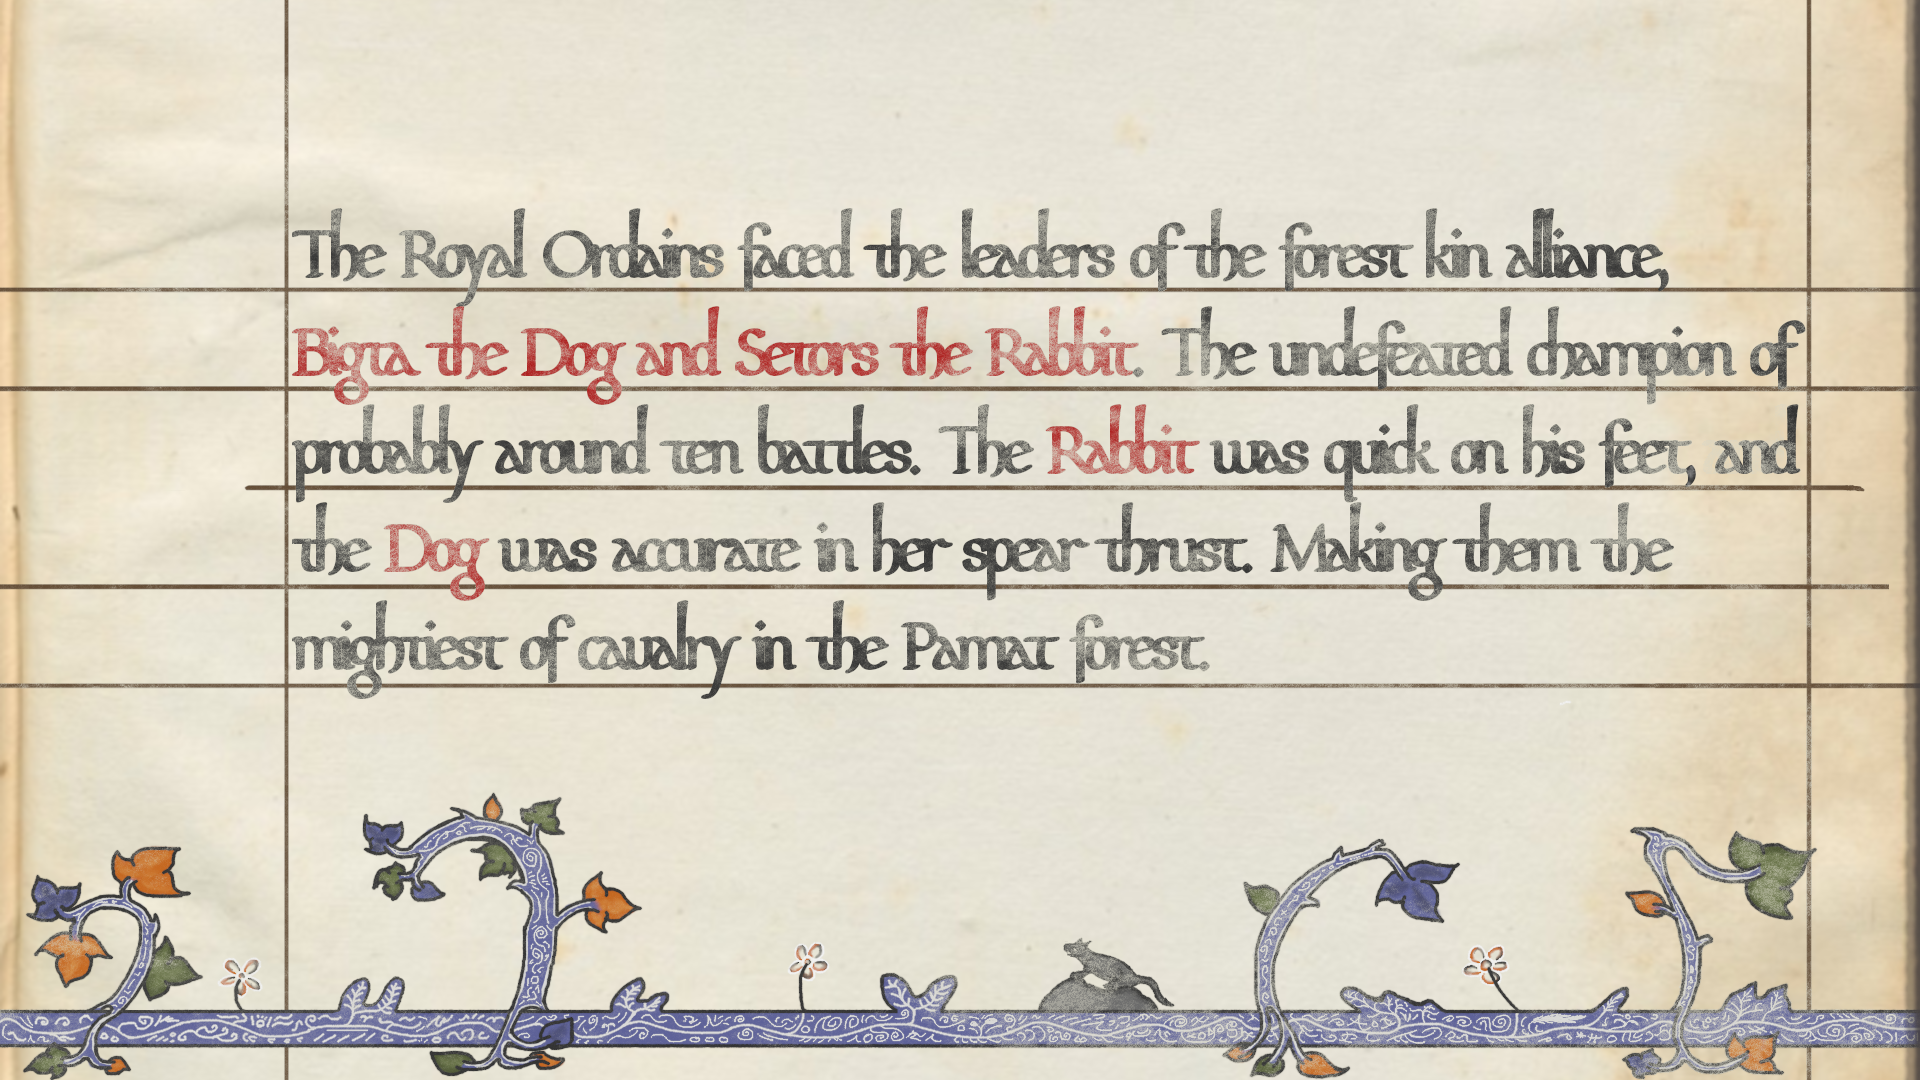 The Royal Ordains faced the leaders of the forest kin alliance,
Bigta the Dog and Setors the Rabbit. The undefeated champion of
probably around ten battles. The Rabbit was quick on his feet, and
the Dog was accurate in her spear thrust. Making them the
mightiest of cavalry in the Pamat forest.